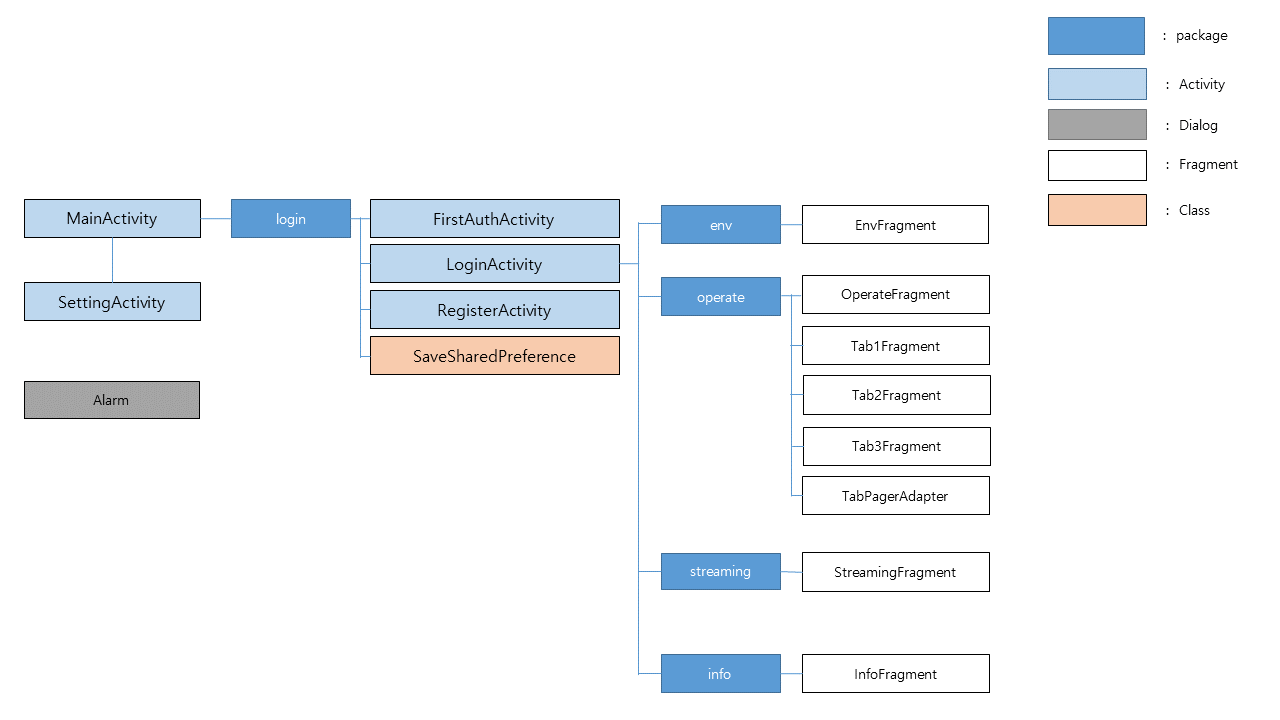 : package
: Activity
: Dialog
: Fragment
: Class
MainActivity
login
FirstAuthActivity
LoginActivity
RegisterActivity
SaveSharedPreference
SettingActivity
Alarm
env
EnvFragment
operate
OperateFragment
Tab1Fragment
Tab2Fragment
Tab3Fragment
TabPagerAdapter
streaming
StreamingFragment
info
InfoFragment